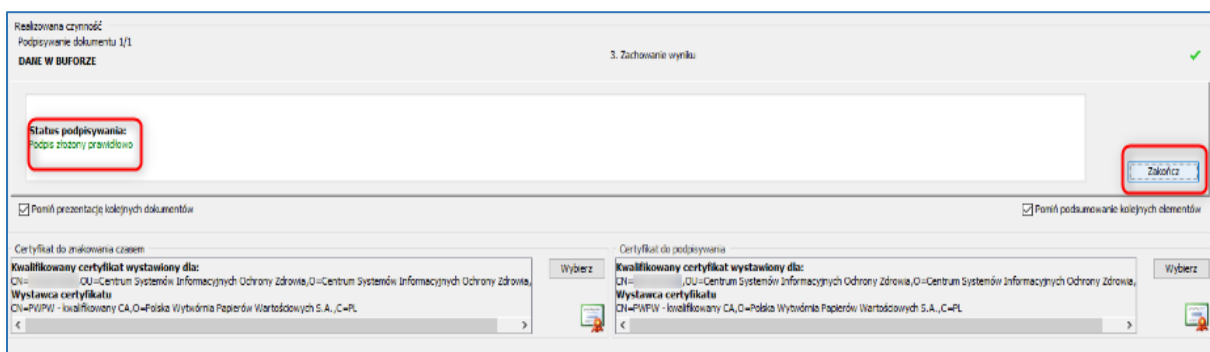 Realizowana czynność
Podpisywanie dokumentu 1/1
DANE W BUFORZE
3. Zachowanie wyniku
Status podpisywania:
Podpis złożony prawidłowo
Zakończ
Pomiń prezentację kolejnych dokumentów
Pomiń podsumowanie kolejnych elementów
Certyfikat do znakowania czasem
Kwalifikowany certyfikat wystawiony dla:
CN= ,OU=Centrum Systemów Informacyjnych Ochrony Zdrowia,O=Centrum Systemów Informacyjnych Ochrony Zdrowia,
Wystawca certyfikatu
CN=PWPW - kwalifikowany CA,O=Polska Wytwórnia Papierów Wartościowych S.A.,C=PL
Wybierz
Certyfikat do podpisywania
Kwalifikowany certyfikat wystawiony dla:
CN= ,OU=Centrum Systemów Informacyjnych Ochrony Zdrowia,O=Centrum Systemów Informacyjnych Ochrony Zdrowia,
Wystawca certyfikatu
CN=PWPW - kwalifikowany CA,O=Polska Wytwórnia Papierów Wartościowych S.A.,C=PL
Wybierz